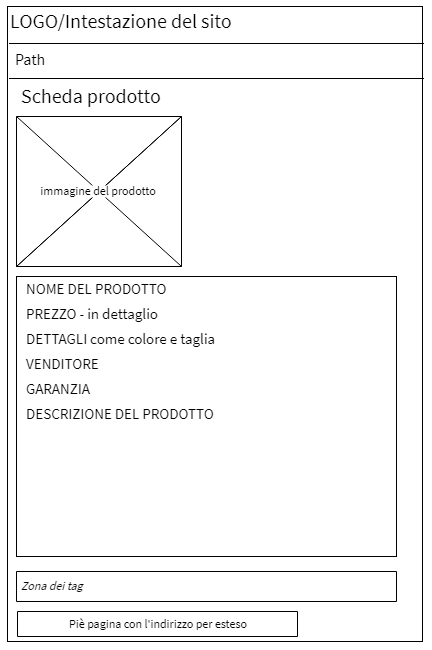 LOGO/Intestazione del sito
Path
Scheda prodotto
immagine del prodotto
NOME DEL PRODOTTO
PREZZO - in dettaglio
DETTAGLI come colore e taglia
VENDITORE
GARANZIA
DESCRIZIONE DEL PRODOTTO
Zona dei tag
Piè pagina con l'indirizzo per esteso